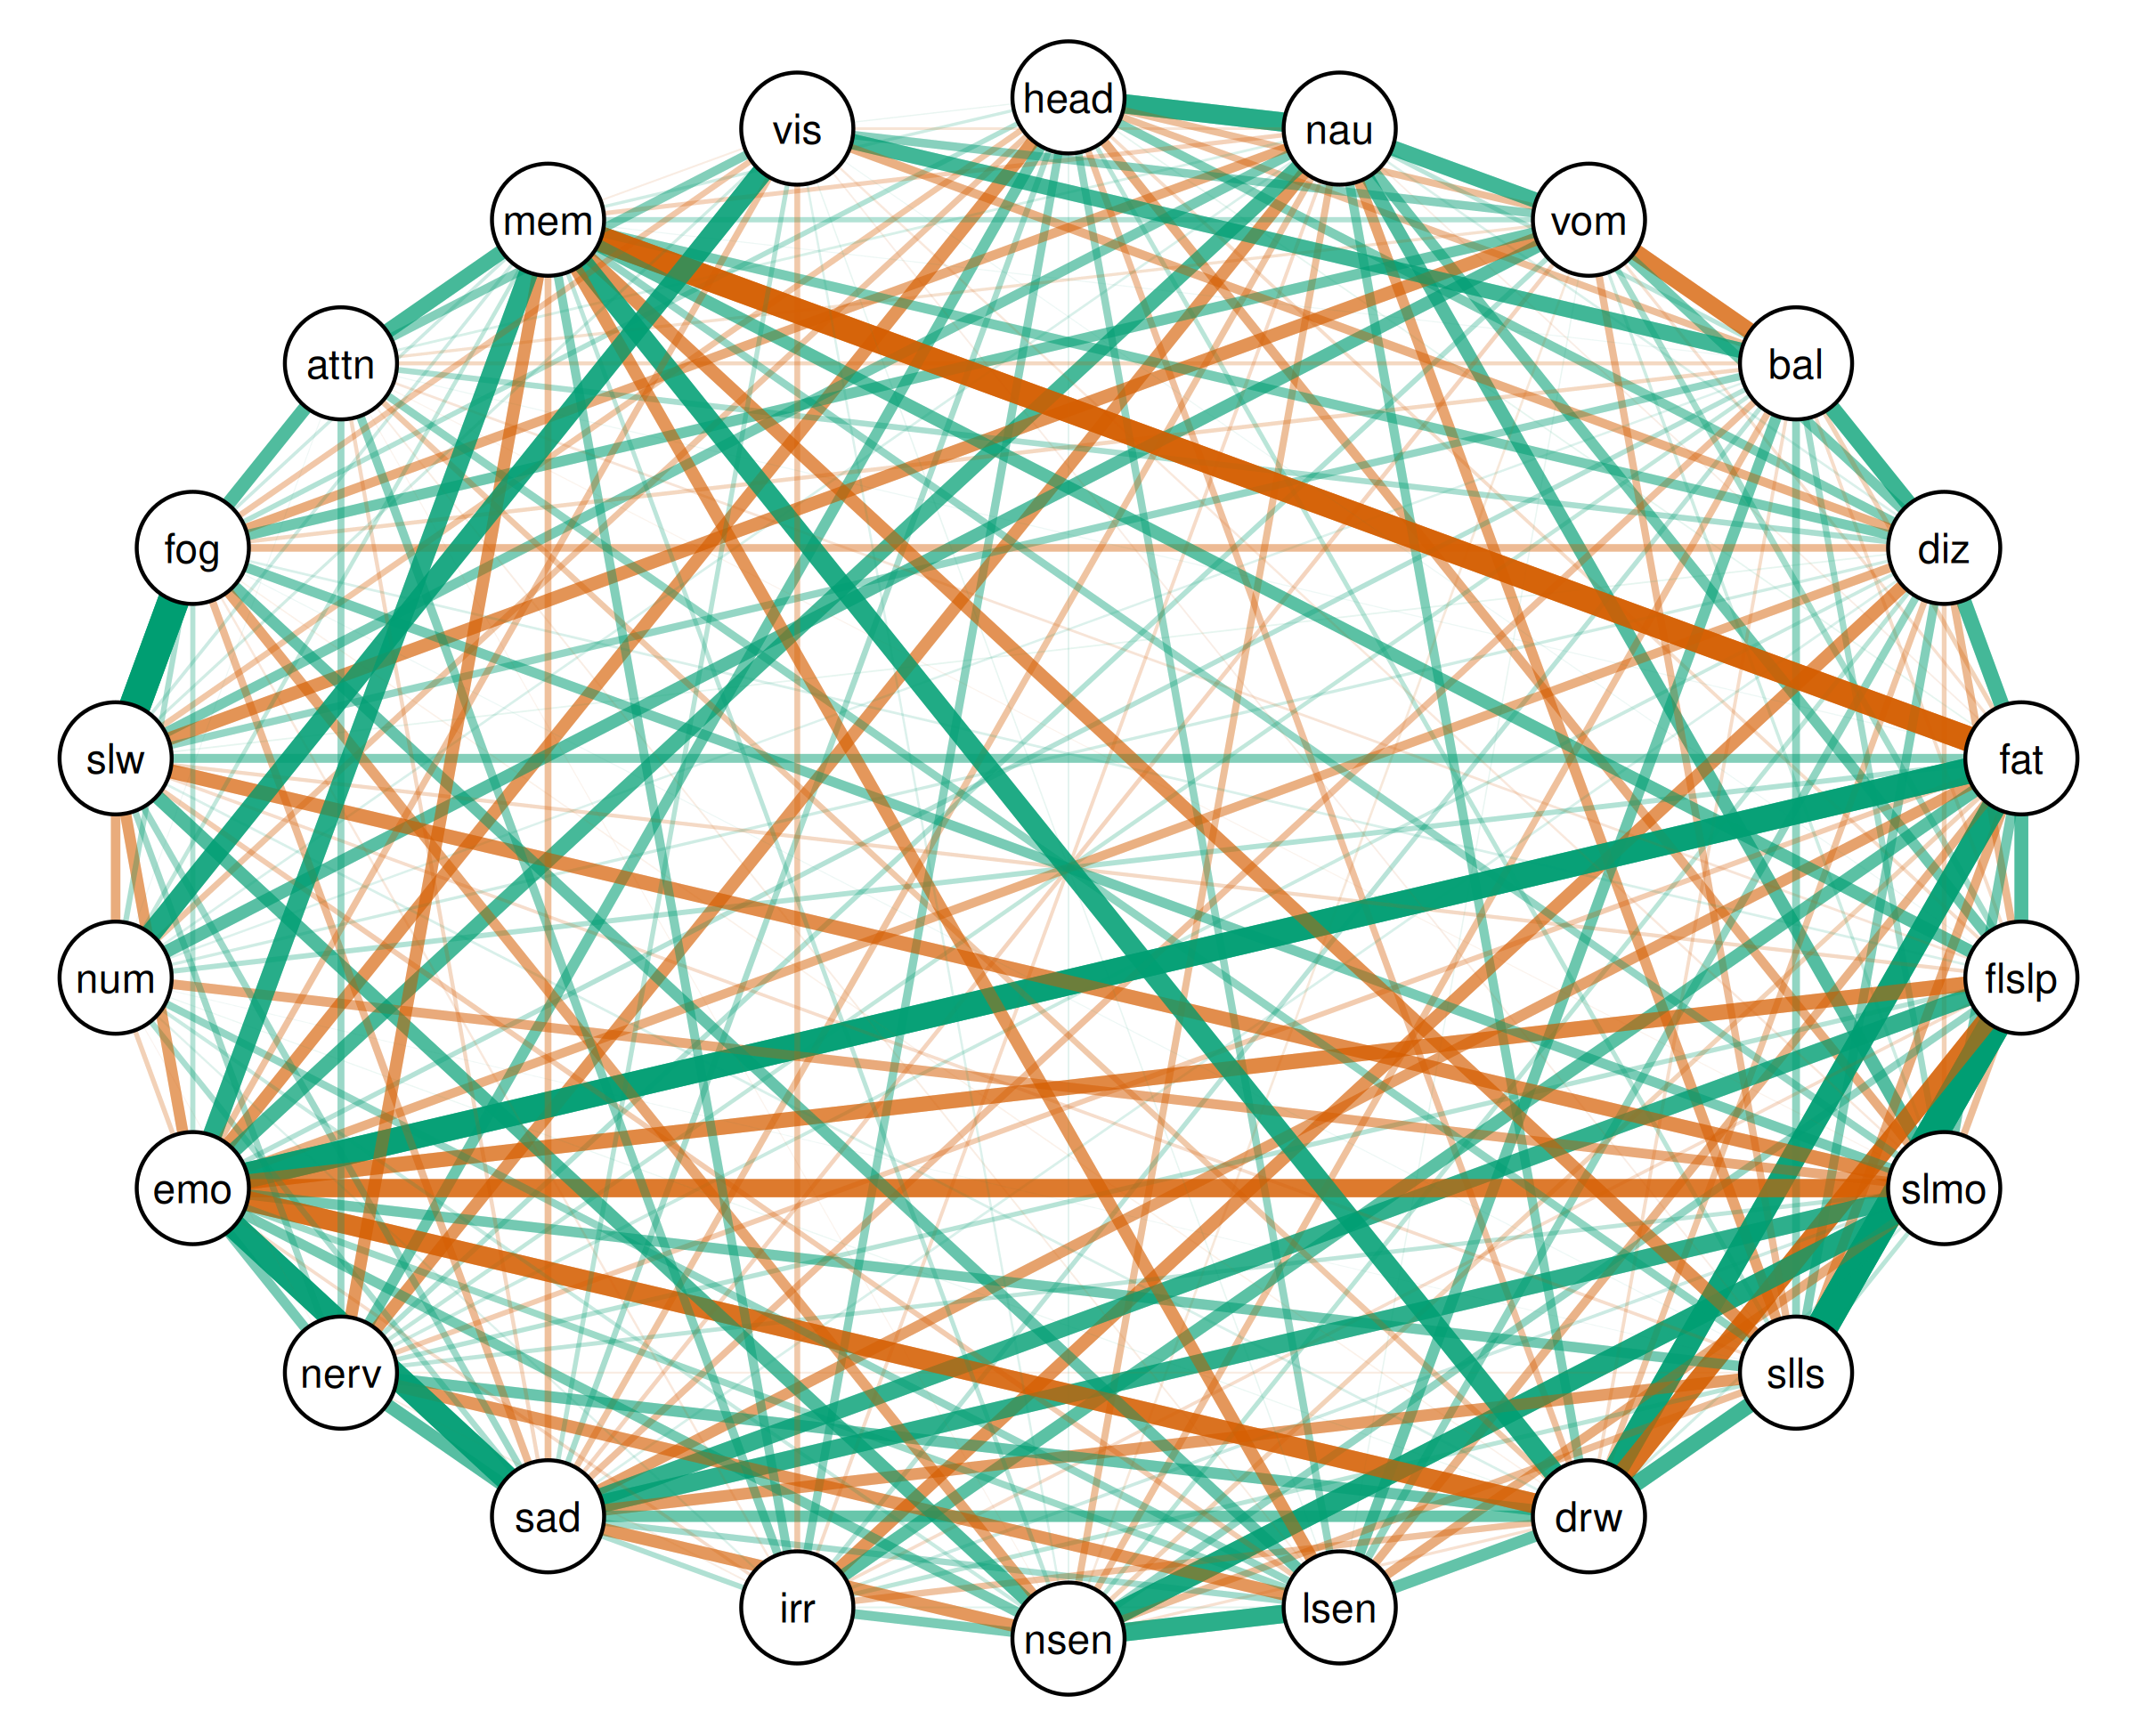 head
vis
nau
mem
vom
attn
bal
fog
diz
slw
fat
num
flslp
emo
slmo
nerv
slls
sad
drw
irr
lsen
nsen